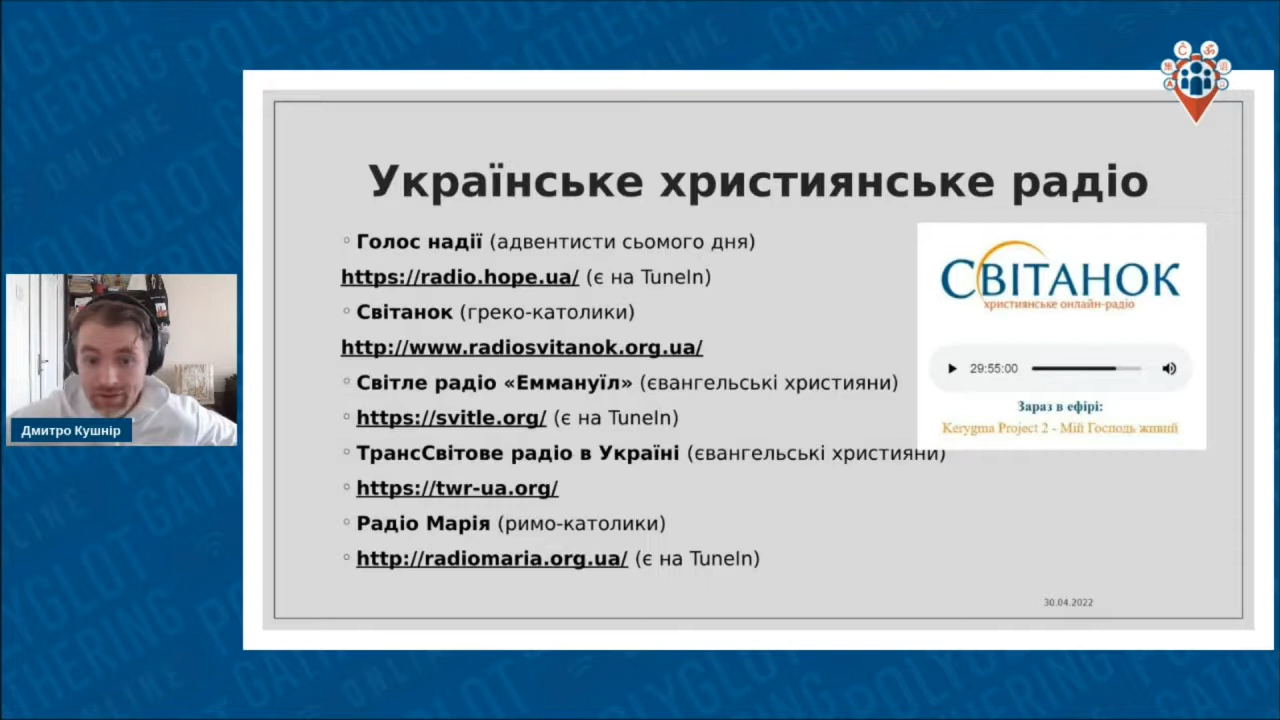 Українське християнське радіо
◦ Голос надії (адвентисти сьомого дня)
https://radio.hope.ua/ (є на TuneIn)
◦ Світанок (греко-католики)
http://www.radiosvitanok.org.ua/
◦ Світле радіо «Еммануїл» (євангельські християни)
◦ https://svitle.org/ (є на TuneIn)
◦ ТрансСвітове радіо в Україні (євангельські християни)
◦ https://twr-ua.org/
◦ Радіо Марія (римо-католики)
◦ http://radiomaria.org.ua/ (є на TuneIn)
СВІТАНОК
християнське онлайн-радіо
29:55:00
Зараз в ефірі:
Kerygma Project 2 - Мій Господь живий
30.04.2022
Дмитро Кушнір
POLYGLOT
GATHERING
ONLINE